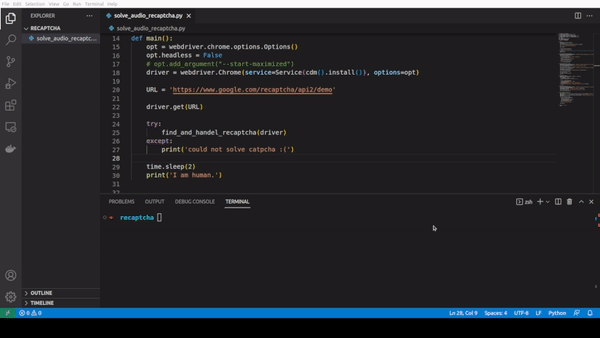 File Edit Selection View Go Run Terminal Help
EXPLORER
RECAPTCHA
solve_audio_recaptc...
OUTLINE
TIMELINE
solve_audio_recaptcha.py
solve_audio_recaptcha.py
14 def main():
15 opt = webdriver.chrome.options.Options()
16 opt.headless = False
17 # opt.add_argument("--start-maximized")
18 driver = webdriver.Chrome(service=Service(cdm().install()), options=opt)
19
20 URL = 'https://www.google.com/recaptcha/api2/demo'
21
22 driver.get(URL)
23
24 try:
25 find_and_handel_recaptcha(driver)
26 except:
27 print('could not solve catpcha :(')
28
29 time.sleep(2)
30 print('I am human.')
31
32
PROBLEMS OUTPUT DEBUG CONSOLE TERMINAL
zsh
recaptcha
0 0
Ln 28, Col 9 Spaces: 4 UTF-8 LF Python